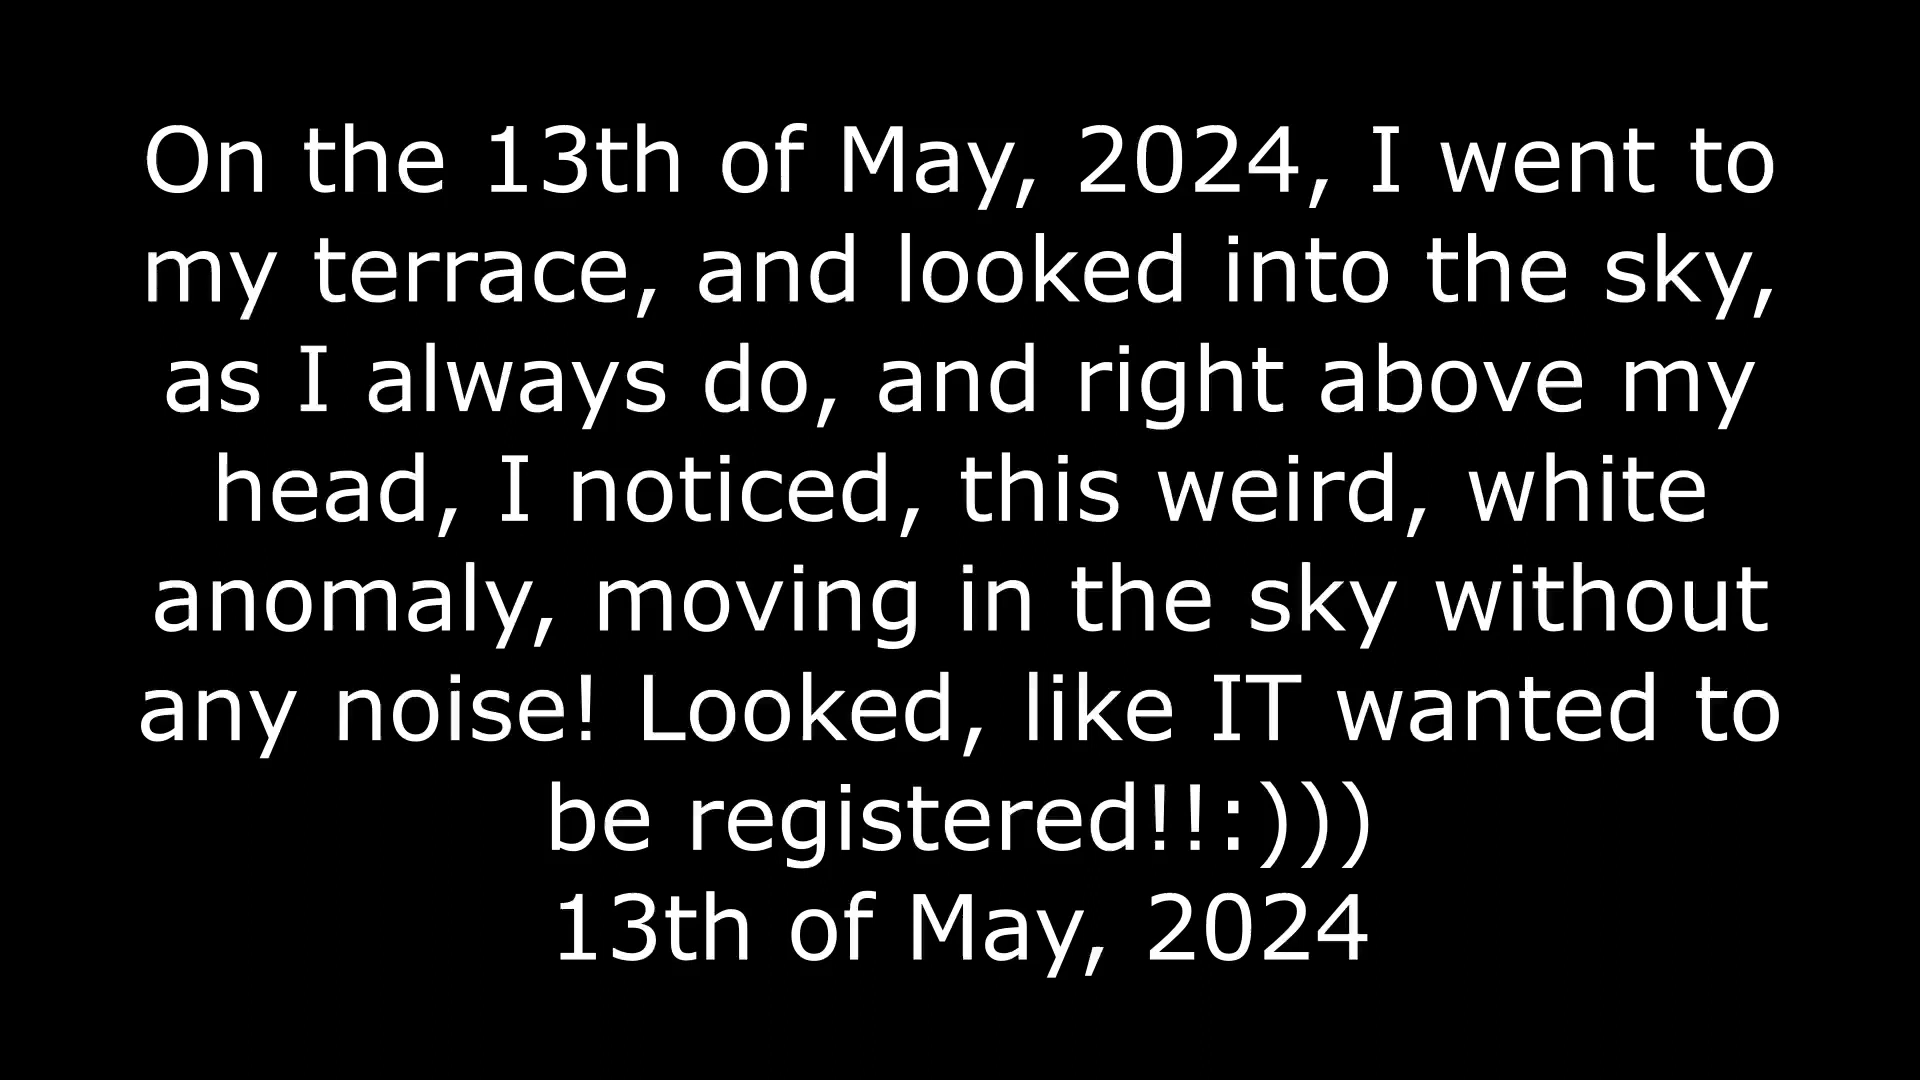 On the 13th of May, 2024, I went to
my terrace, and looked into the sky,
as I always do, and right above my
head, I noticed, this weird, white
anomaly, moving in the sky without
any noise! Looked, like IT wanted to
be registered!!:)))
13th of May, 2024